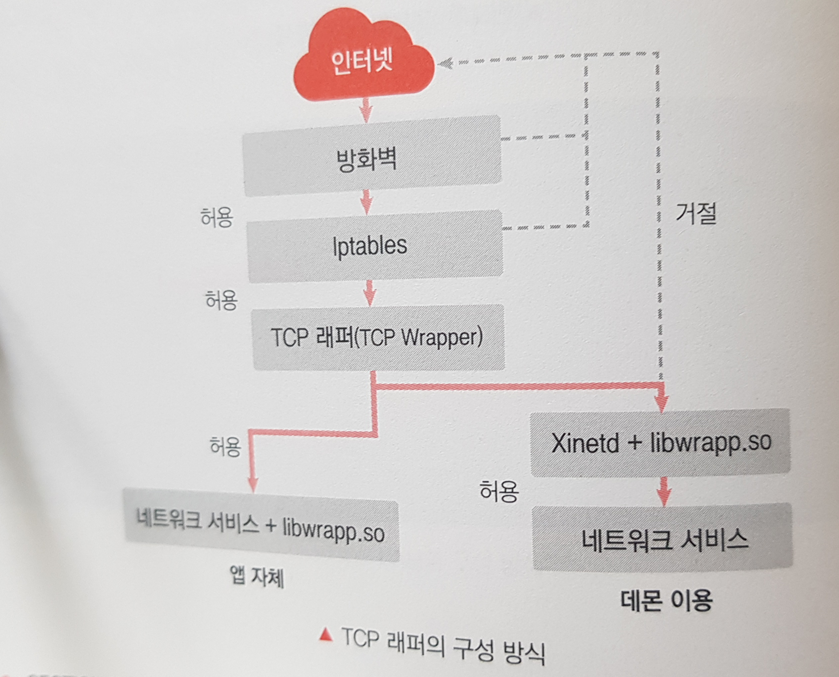 안터넷
방화벽
허용
Iptables
허용
TCP 래퍼(TCP Wrapper)
거절
허용
Xinetd + libwrapp.so
허용
네트워크 서비스 + libwrapp.so
네트워크 서비스
앱 자체
데몬 이용
▲ TCP 래퍼의 구성 방식